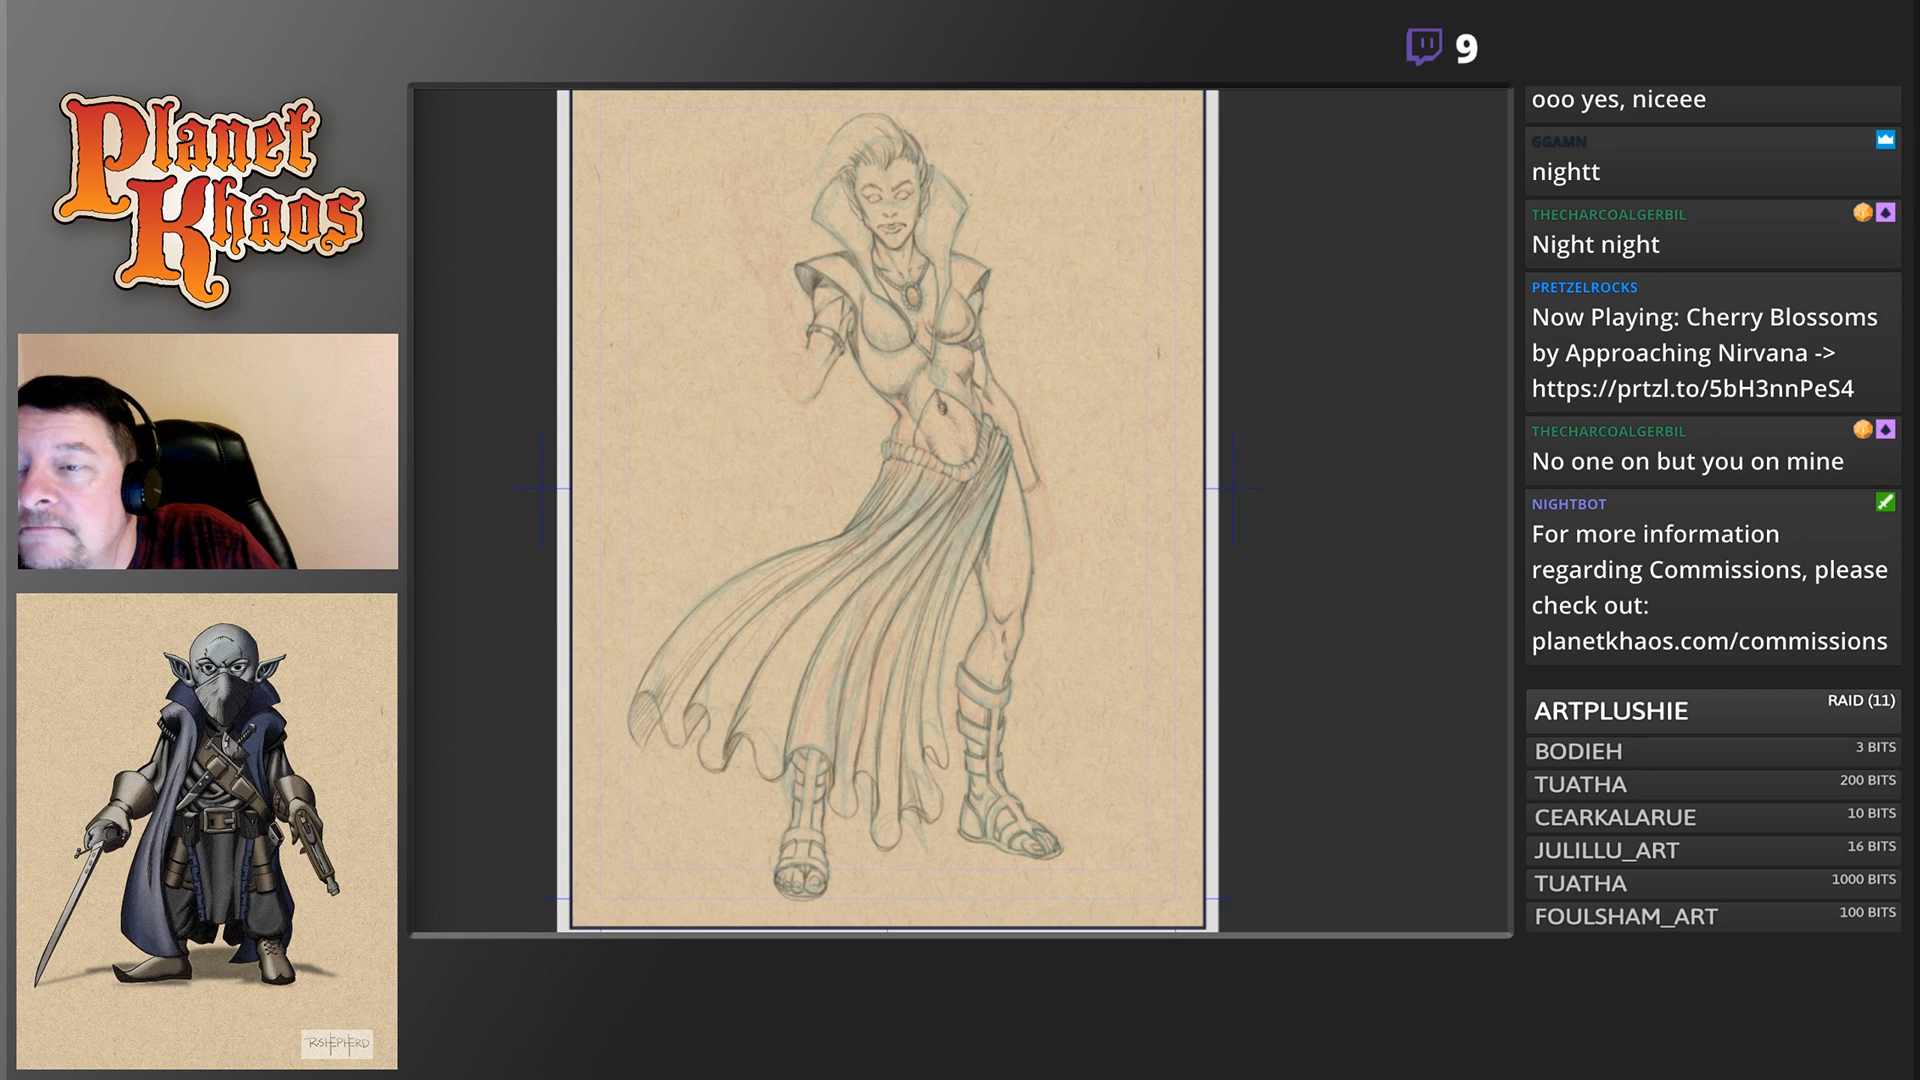 9
Planet
Khaos
ooo yes, niceee
GGAMN
nightt
THECHARCOALGERBIL
Night night
PRETZELROCKS
Now Playing: Cherry Blossoms
by Approaching Nirvana ->
https://prtzl.to/5bH3nnPeS4
THECHARCOALGERBIL
No one on but you on mine
NIGHTBOT
For more information
regarding Commissions, please
check out:
planetkhaos.com/commissions
ARTPLUSHIE RAID (11)
BODIEH 3 BITS
TUATHA 200 BITS
CEARKALARUE 10 BITS
JULILLU_ART 16 BITS
TUATHA 1000 BITS
FOULSHAM_ART 100 BITS
RSHEPHERD